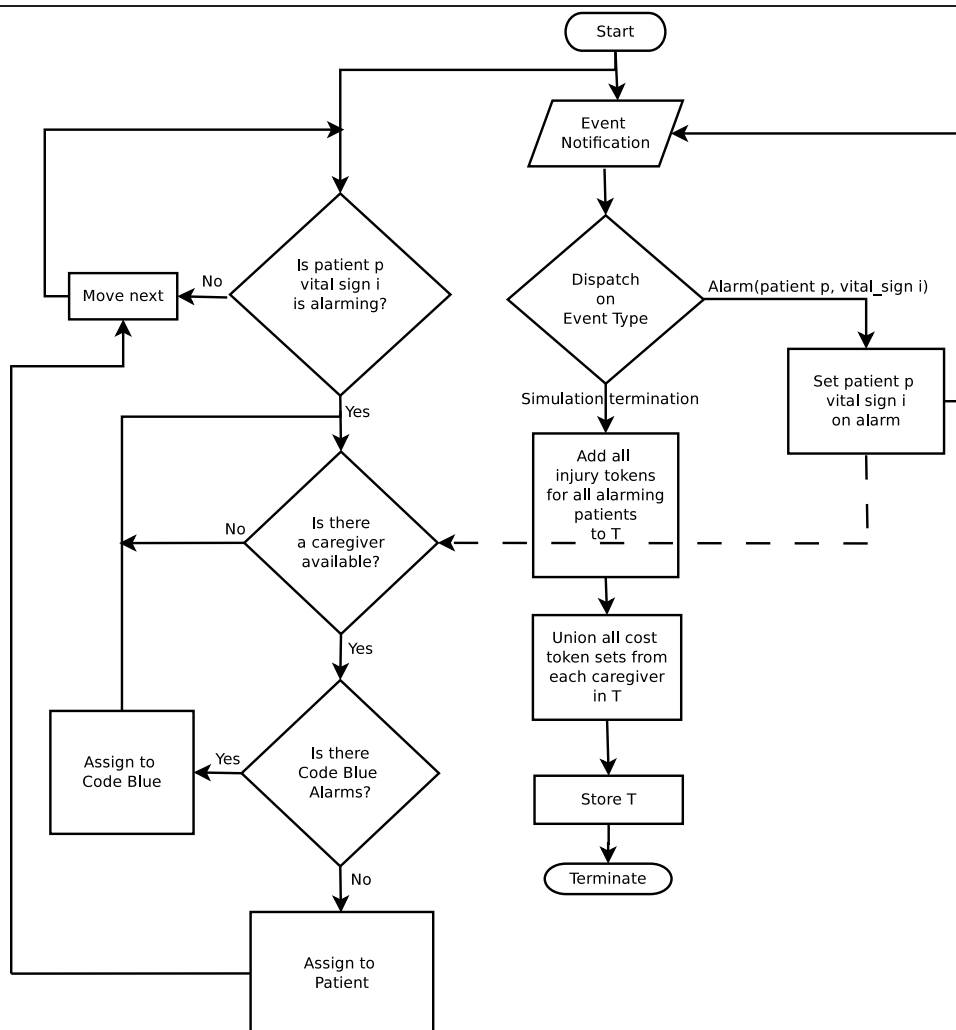 Start
Event
Notification
Is patient p
vital sign i
is alarming?
No
Move next
Dispatch
on
Event Type
Alarm(patient p, vital_sign i)
Set patient p
vital sign i
on alarm
Simulation termination
Yes
Add all
injury tokens
for all alarming
patients
to T
Is there
a caregiver
available?
No
Yes
Union all cost
token sets from
each caregiver
in T
Is there
Code Blue
Alarms?
Yes
Assign to
Code Blue
Store T
No
Terminate
Assign to
Patient